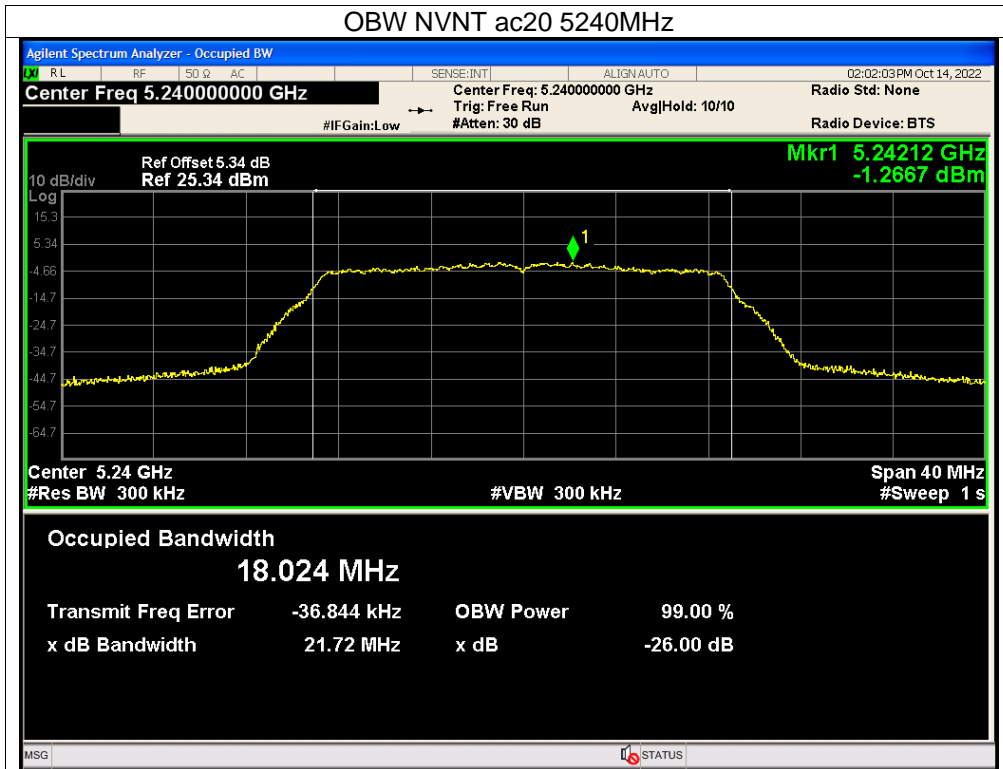 OBW NVNT ac20 5240MHz
Agilent Spectrum Analyzer - Occupied BW
LXI RL RF 50 Ω AC SENSE:INT ALIGN AUTO 02:02:03 PM Oct 14, 2022
Center Freq 5.240000000 GHz Center Freq: 5.240000000 GHz Radio Std: None
Trig: Free Run Avg|Hold: 10/10
#IFGain:Low #Atten: 30 dB Radio Device: BTS
Mkr1 5.24212 GHz
-1.2667 dBm
Ref Offset 5.34 dB
10 dB/div Ref 25.34 dBm
Log
15.3
1
5.34
-4.66
-14.7
-24.7
-34.7
-44.7
-54.7
-64.7
Center 5.24 GHz Span 40 MHz
#Res BW 300 kHz #VBW 300 kHz #Sweep 1 s
Occupied Bandwidth
18.024 MHz
Transmit Freq Error -36.844 kHz OBW Power 99.00 %
x dB Bandwidth 21.72 MHz x dB -26.00 dB
MSG STATUS